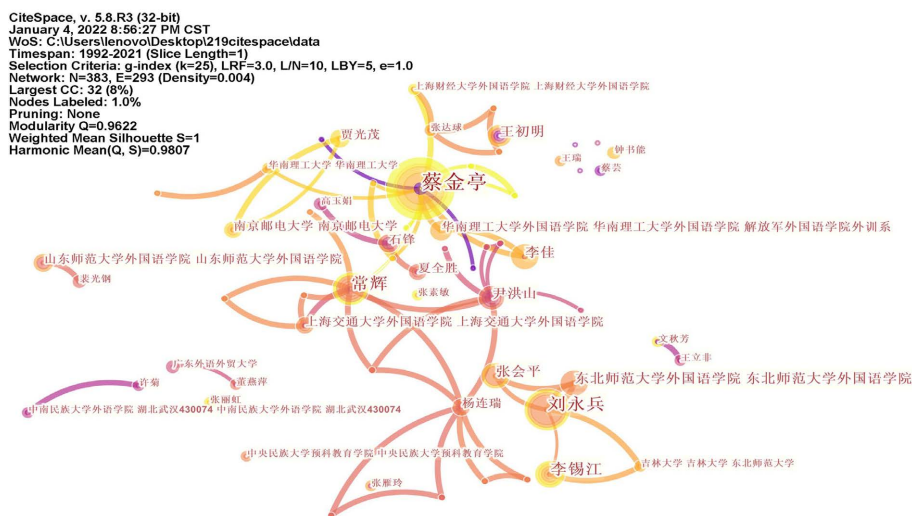 CiteSpace, v. 5.8.R3 (32-bit)
January 4, 2022 8:56:27 PM CST
WoS: C:\Users\lenovo\Desktop\219citespace\data
Timespan: 1992-2021 (Slice Length=1)
Selection Criteria: g-index (k=25), LRF=3.0, L/N=10, LBY=5, e=1.0
Network: N=383, E=293 (Density=0.004)
Largest CC: 32 (8%)
Nodes Labeled: 1.0%
Pruning: None
Modularity Q=0.9622
Weighted Mean Silhouette S=1
Harmonic Mean(Q, S)=0.9807
上海财经大学外国语学院 上海财经大学外国语学院
张达球
王初明
贾光茂
钟书能
王瑞
华南理工大学 华南理工大学
蔡芸
蔡金亭
高玉娟
南京邮电大学 南京邮电大学
华南理工大学外国语学院 华南理工大学外国语学院 解放军外国语学院外训系
石锋
李佳
山东师范大学外国语学院 山东师范大学外国语学院
夏全胜
裴光钢
常辉
张素敏
尹洪山
上海交通大学外国语学院 上海交通大学外国语学院
文秋芳
王立非
广东外语外贸大学
张会平
东北师范大学外国语学院 东北师范大学外国语学院
许菊
董燕萍
张丽虹
杨连瑞
刘永兵
中南民族大学外语学院 湖北武汉430074 中南民族大学外语学院 湖北武汉430074
中央民族大学预科教育学院 中央民族大学预科教育学院
李锡江
吉林大学 吉林大学 东北师范大学
张雁玲